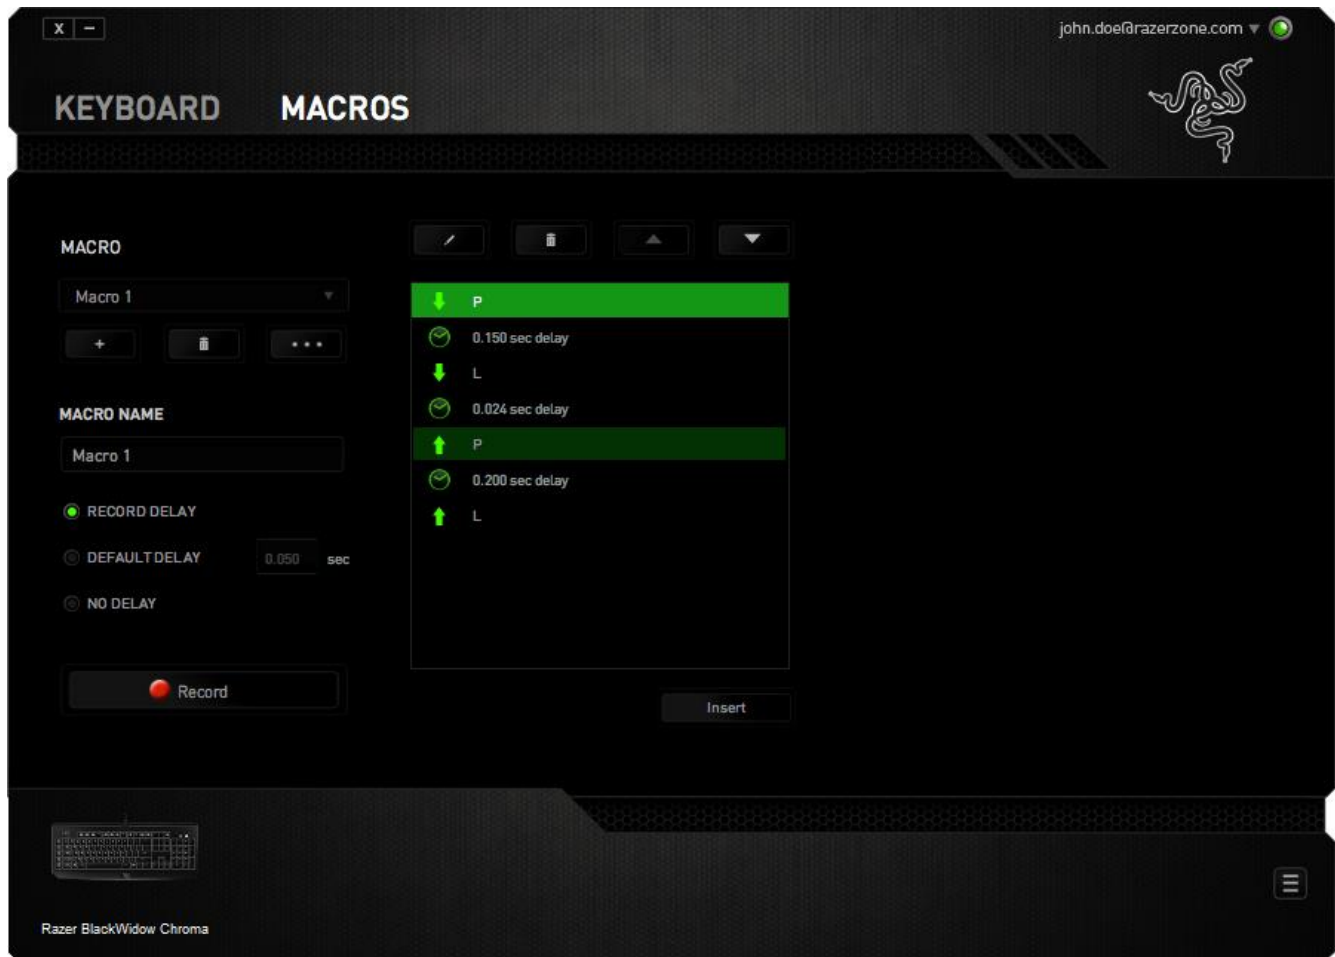 X –
john.doe@razerzone.com
KEYBOARD MACROS
MACRO
Macro 1
+
MACRO NAME
Macro 1
RECORD DELAY
DEFAULT DELAY 0.050 sec
NO DELAY
Record
P
0.150 sec delay
L
0.024 sec delay
P
0.200 sec delay
L
Insert
Razer BlackWidow Chroma